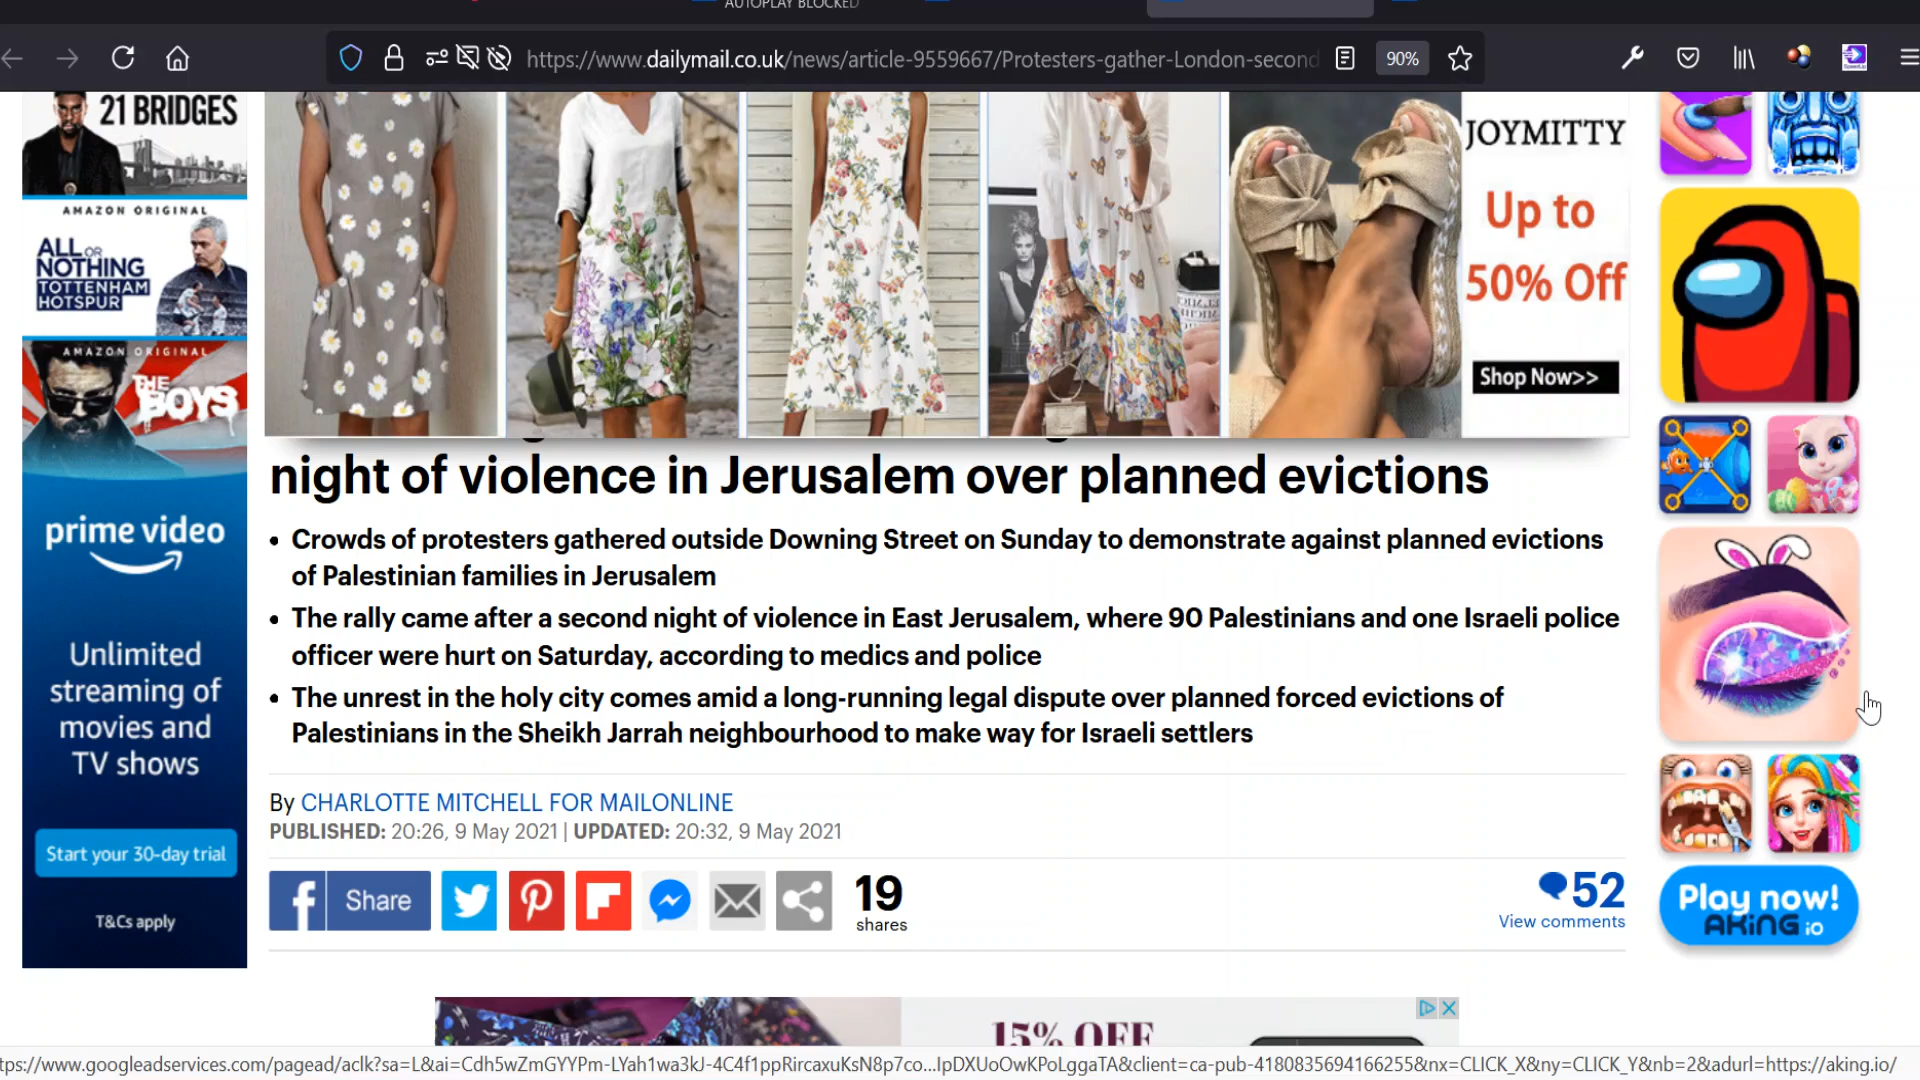 AUTOPLAY BLOCKED
https://www.dailymail.co.uk/news/article-9559667/Protesters-gather-London-second
90%
21 BRIDGES
AMAZON ORIGINAL
ALL OR
NOTHING
TOTTENHAM
HOTSPUR
AMAZON ORIGINAL
THE
BOYS
prime video
Unlimited
streaming of
movies and
TV shows
Start your 30-day trial
T&Cs apply
JOYMITTY
Up to
50% Off
Shop Now>>
night of violence in Jerusalem over planned evictions
• Crowds of protesters gathered outside Downing Street on Sunday to demonstrate against planned evictions
of Palestinian families in Jerusalem
• The rally came after a second night of violence in East Jerusalem, where 90 Palestinians and one Israeli police
officer were hurt on Saturday, according to medics and police
• The unrest in the holy city comes amid a long-running legal dispute over planned forced evictions of
Palestinians in the Sheikh Jarrah neighbourhood to make way for Israeli settlers
By CHARLOTTE MITCHELL FOR MAILONLINE
PUBLISHED: 20:26, 9 May 2021 | UPDATED: 20:32, 9 May 2021
Share
19
shares
52
View comments
Play now!
AKiNG io
15% OFF
tps://www.googleadservices.com/pagead/aclk?sa=L&ai=Cdh5wZmGYYPm-LYah1wa3kJ-4C4f1ppRircaxuKsN8p7co…IpDXUoOwKPoLggaTA&client=ca-pub-4180835694166255&nx=CLICK_X&ny=CLICK_Y&nb=2&adurl=https://aking.io/